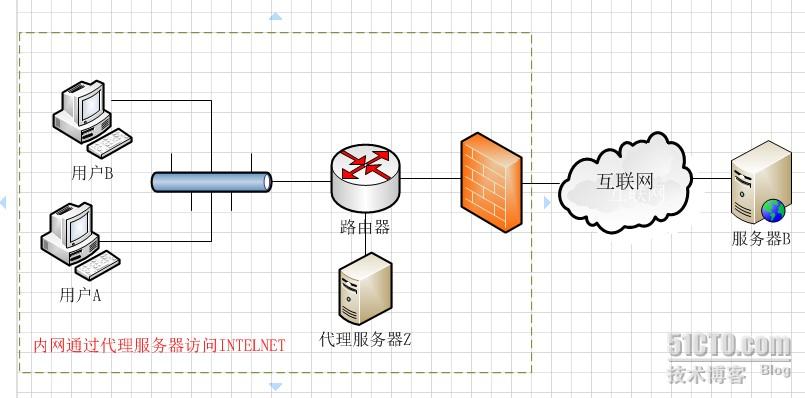 用户B
互联网
路由器
服务器B
用户A
代理服务器Z
内网通过代理服务器访问INTELNET
51CTO.com
技术博客 Blog